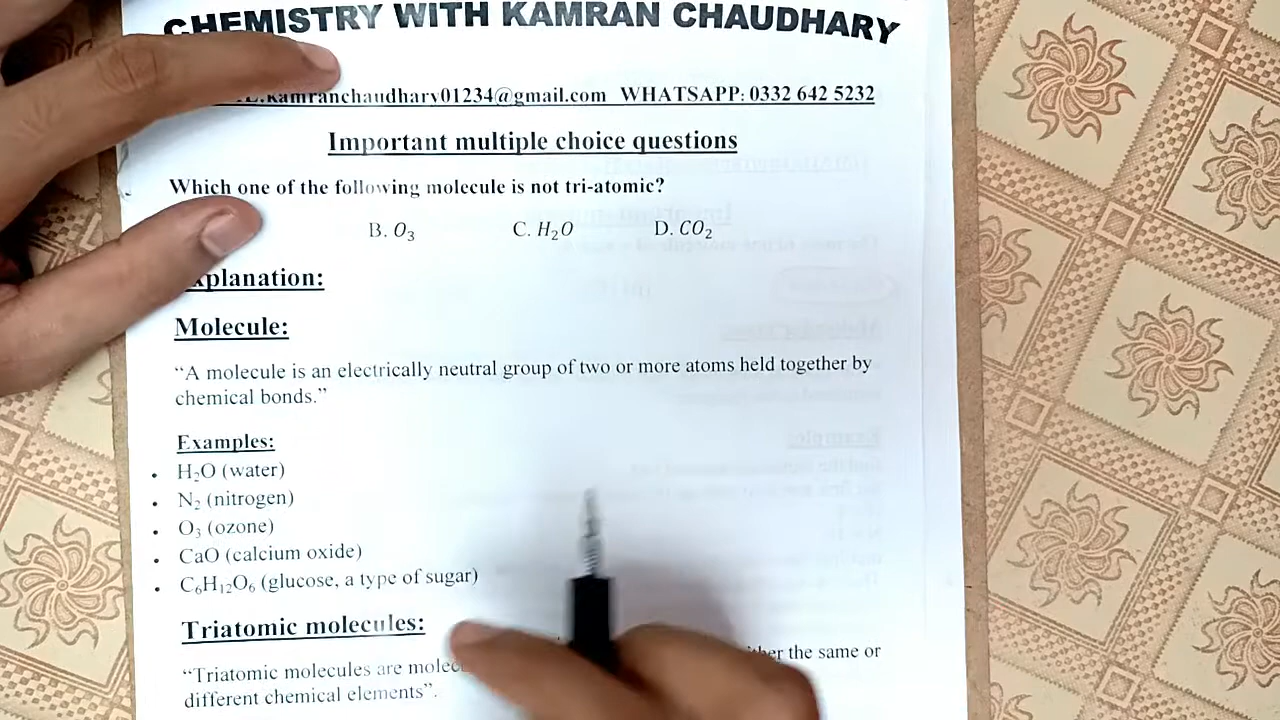 CHEMISTRY WITH KAMRAN CHAUDHARY
kamranchaudhary01234@gmail.com WHATSAPP: 0332 642 5232
Important multiple choice questions
Which one of the following molecule is not tri-atomic?
B. O₃ C. H₂O D. CO₂
xplanation:
Molecule:
“A molecule is an electrically neutral group of two or more atoms held together by
chemical bonds.”
Examples:
• H₂O (water)
• N₂ (nitrogen)
• O₃ (ozone)
• CaO (calcium oxide)
• C₆H₁₂O₆ (glucose, a type of sugar)
Triatomic molecules:
“Triatomic molecules are the same or
different chemical elements”.